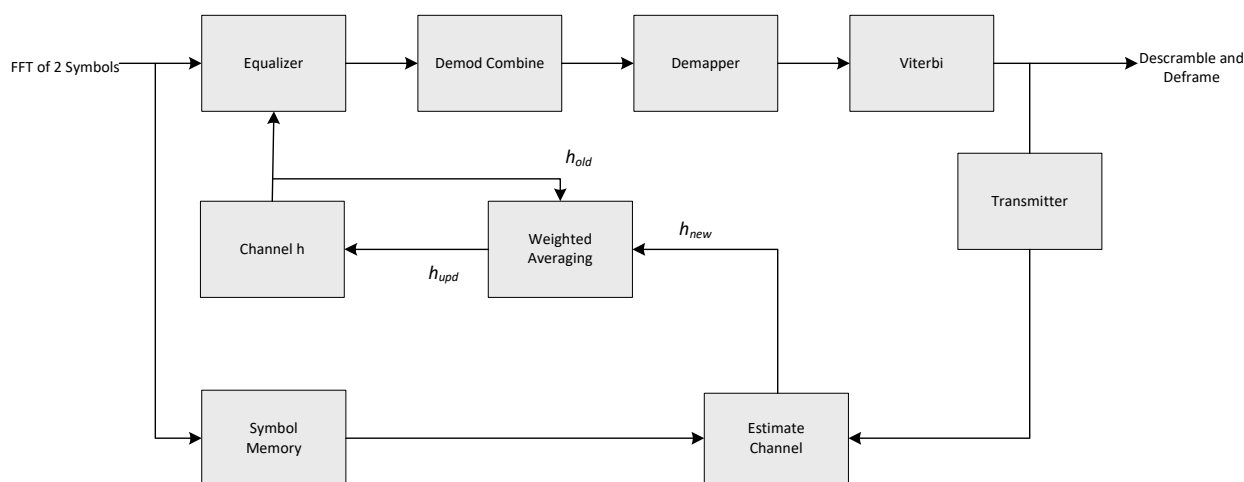 FFT of 2 Symbols
Equalizer
Demod Combine
Demapper
Viterbi
Descramble and
Deframe
h_old
Transmitter
Channel h
Weighted
Averaging
h_new
h_upd
Symbol
Memory
Estimate
Channel